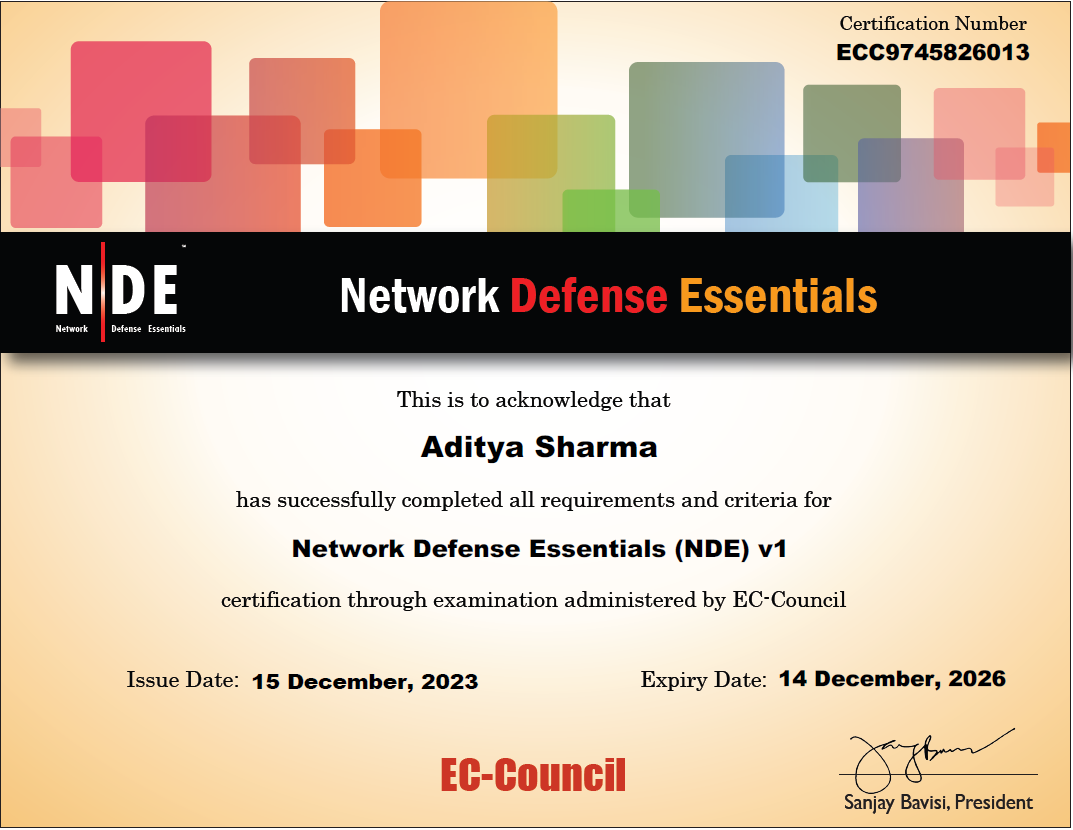 Certification Number
ECC9745826013
NDE™
Network Defense Essentials
Network Defense Essentials
This is to acknowledge that
Aditya Sharma
has successfully completed all requirements and criteria for
Network Defense Essentials (NDE) v1
certification through examination administered by EC-Council
Issue Date: 15 December, 2023 Expiry Date: 14 December, 2026
EC-Council
Sanjay Bavisi, President